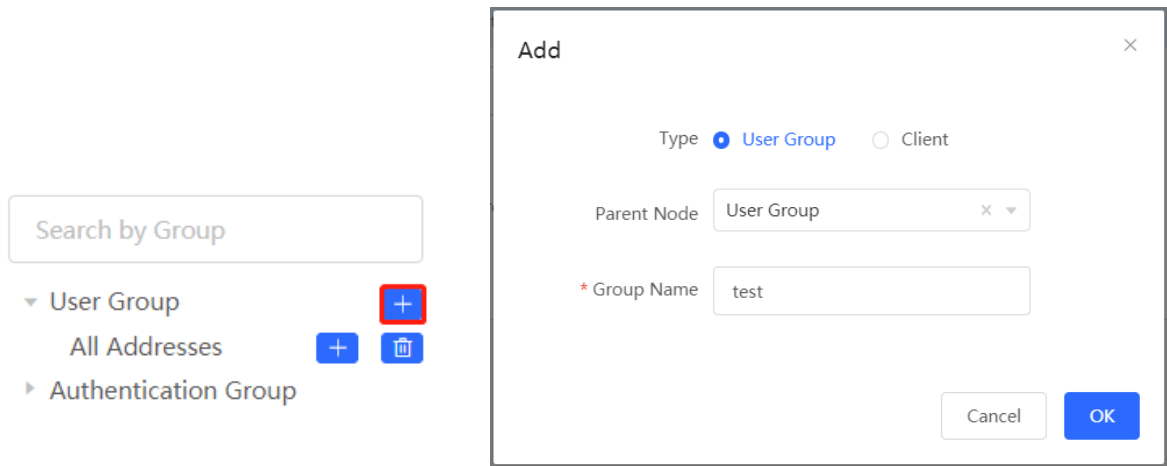 Search by Group
User Group
All Addresses
Authentication Group
Add
Type User Group Client
Parent Node User Group
* Group Name test
Cancel OK